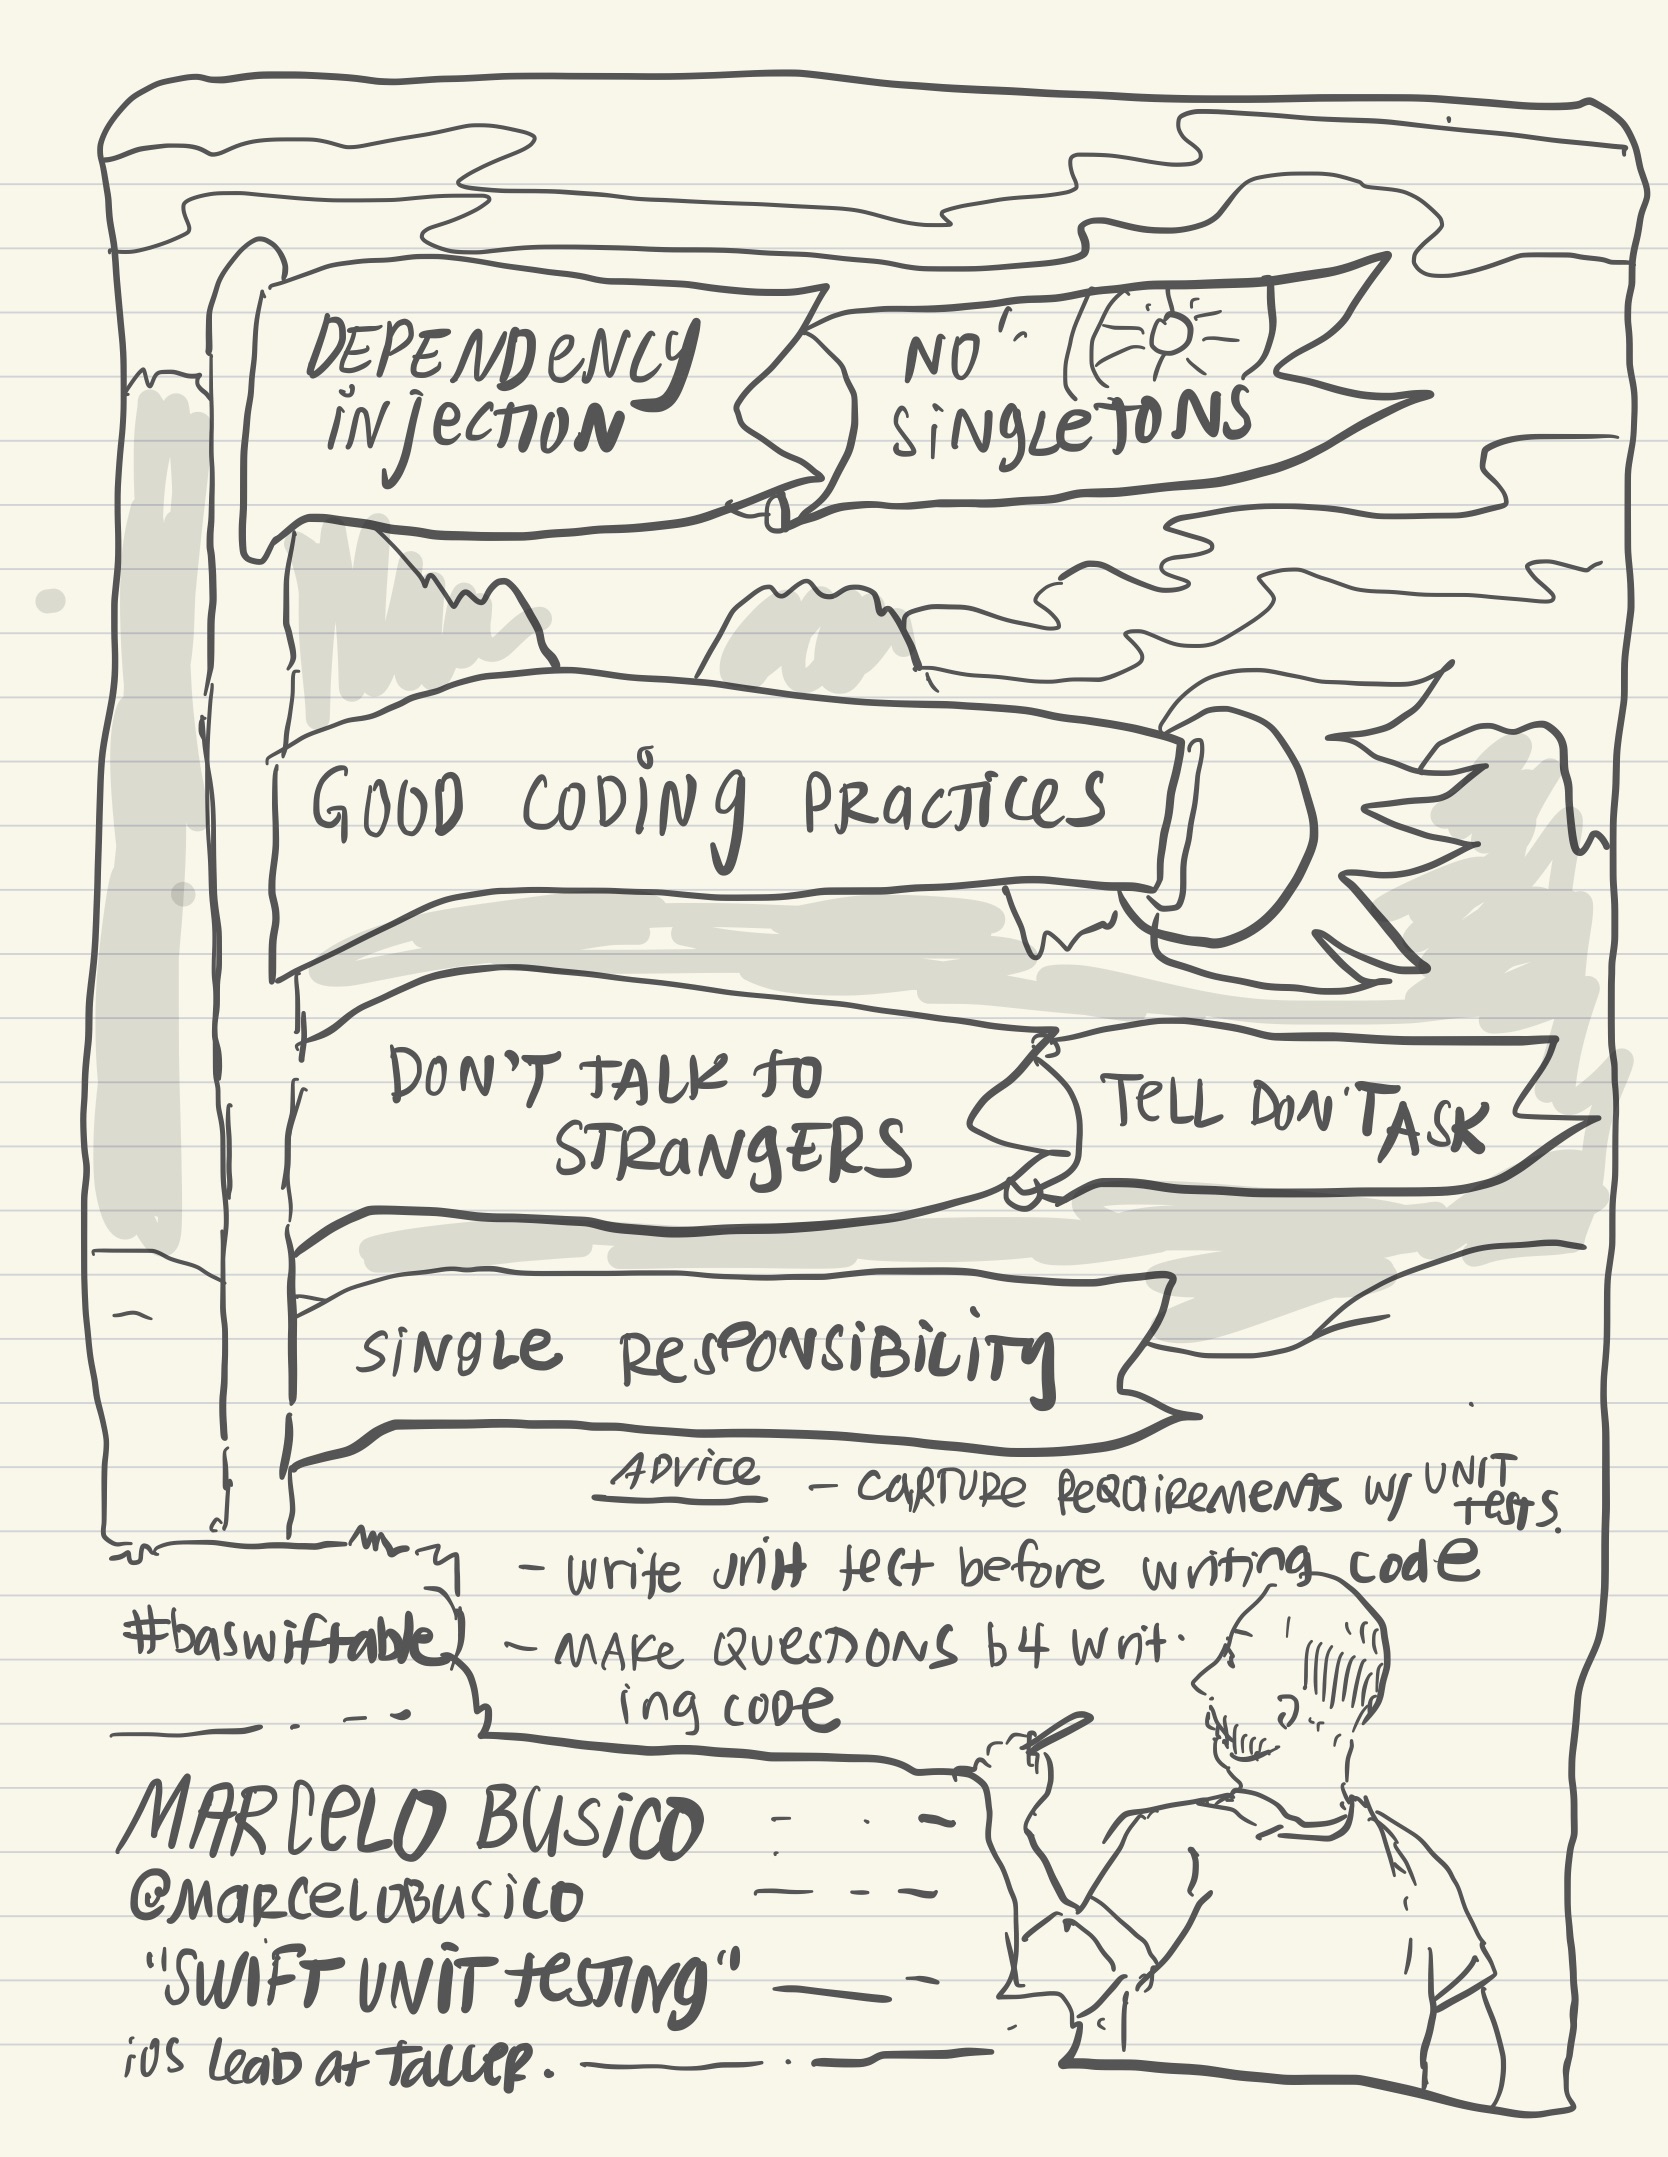 DEPENDENCY
INJECTION
NO
SINGLETONS
GOOD CODING PRACTICES
DON'T TALK TO
STRANGERS
TELL DON'T ASK
SINGLE RESPONSIBILITY
ADVICE - CAPTURE REQUIREMENTS W/ UNIT
TESTS.
- write unit test before writing code
- MAKE QUESTIONS b4 writ
ing code
#baswiftable
MARCELO BUSICO
@MARCELOBUSICO
"SWIFT UNIT TESTING"
iOS LEAD AT TALLER.